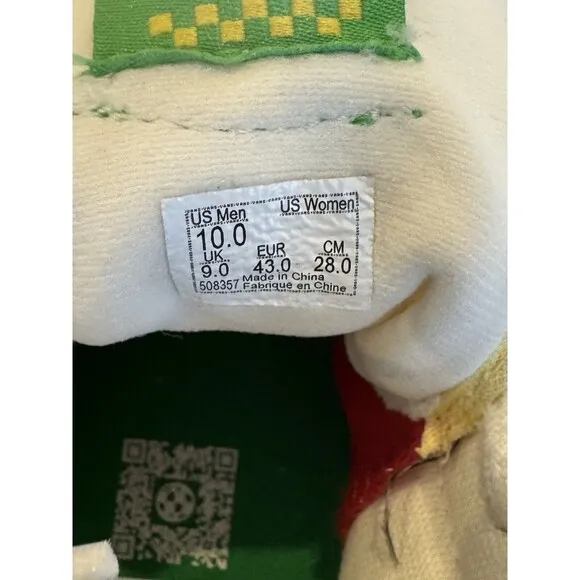 US Men US Women
10.0
UK EUR CM
9.0 43.0 28.0
508357 Made in China
Fabriqué en Chine